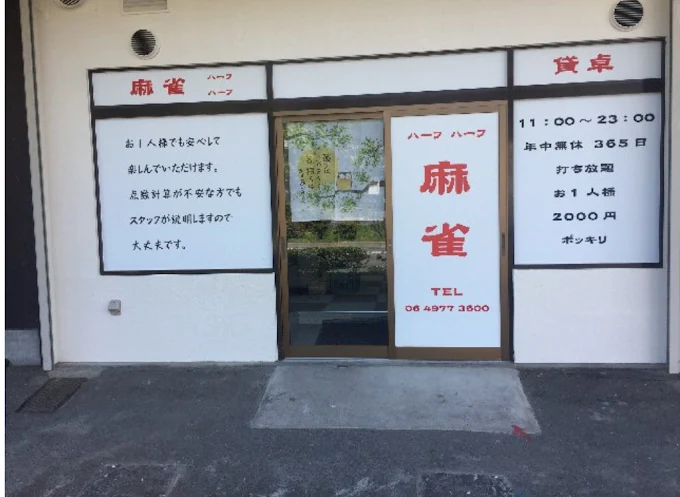 麻雀
ハーフ
ハーフ
お1人様でも安心して
楽しんでいただけます。
点数計算が不安な方でも
スタッフが説明しますので
大丈夫です。
ハーフ ハーフ
麻
雀
TEL
06 4977 3600
貸卓
11:00～23:00
年中無休 365日
打ち放題
お1人様
2000円
ポッキリ